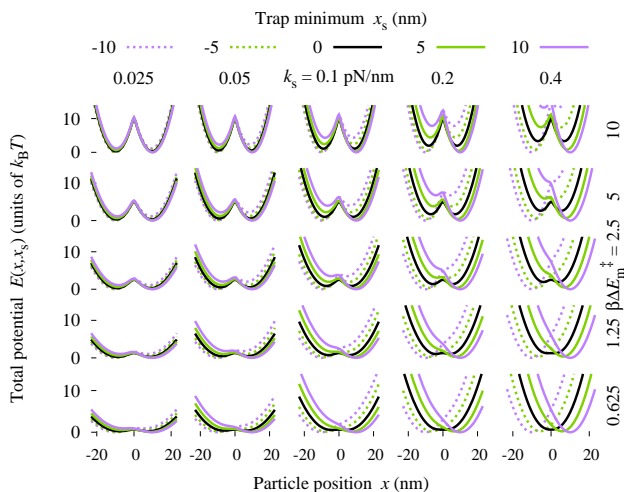 Trap minimum x_s (nm)
-10 -5 0 5 10
0.025 0.05 k_s = 0.1 pN/nm 0.2 0.4
Total potential E(x,x_s) (units of k_BT)
10
0
10
10
0
5
10
0
βΔE_m^‡ = 2.5
10
0
1.25
10
0
0.625
-20 0 20 -20 0 20 -20 0 20 -20 0 20 -20 0 20
Particle position x (nm)